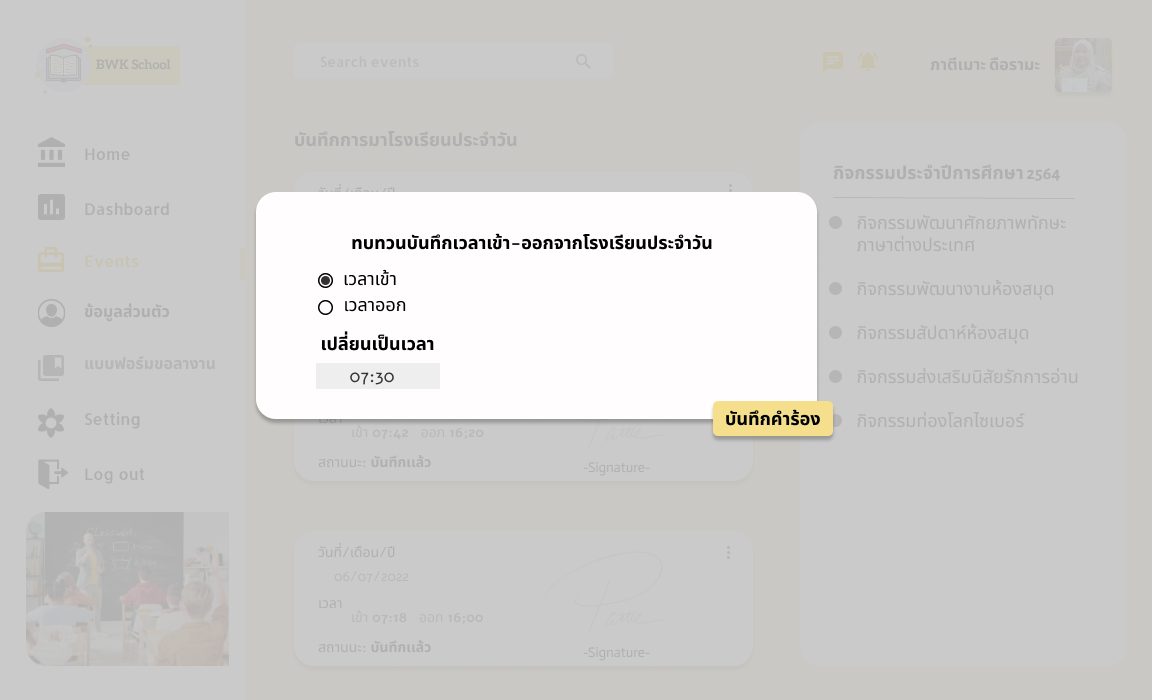 BWK School
Search events
ภาตีเมาะ ดือรามะ
Home
Dashboard
Events
ข้อมูลส่วนตัว
แบบฟอร์มขอลางาน
Setting
Log out
บันทึกการมาโรงเรียนประจำวัน
วันที่/เดือน/ปี
ทบทวนบันทึกเวลาเข้า-ออกจากโรงเรียนประจำวัน
เวลาเข้า
เวลาออก
เปลี่ยนเป็นเวลา
07:30
บันทึกคำร้อง
เวลา
เข้า 07:42 ออก 16;20
สถานนะ: บันทึกแล้ว
-Signature-
วันที่/เดือน/ปี
06/07/2022
เวลา
เข้า 07:18 ออก 16;00
สถานนะ: บันทึกแล้ว
-Signature-
กิจกรรมประจำปีการศึกษา 2564
กิจกรรมพัฒนาศักยภาพทักษะ
ภาษาต่างประเทศ
กิจกรรมพัฒนางานห้องสมุด
กิจกรรมสัปดาห์ห้องสมุด
กิจกรรมส่งเสริมนิสัยรักการอ่าน
กิจกรรมท่องโลกไซเบอร์